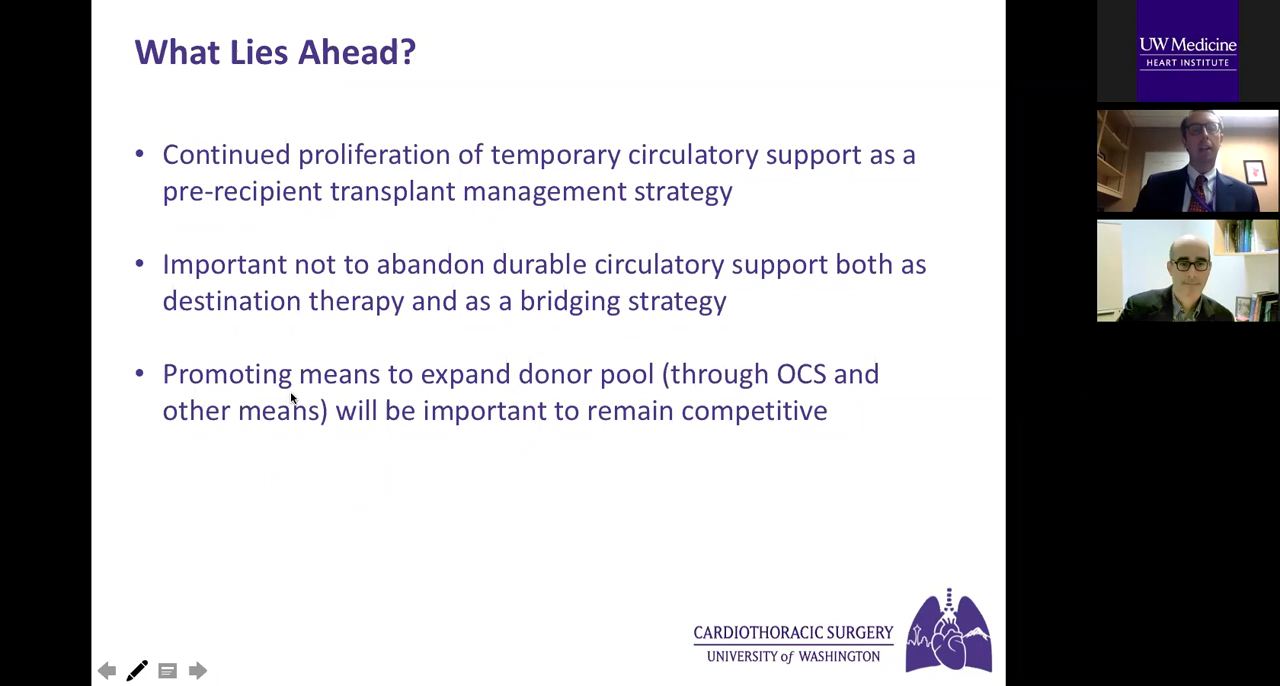 What Lies Ahead?
• Continued proliferation of temporary circulatory support as a
pre-recipient transplant management strategy
• Important not to abandon durable circulatory support both as
destination therapy and as a bridging strategy
• Promoting means to expand donor pool (through OCS and
other means) will be important to remain competitive
CARDIOTHORACIC SURGERY
UNIVERSITY of WASHINGTON
UW Medicine
HEART INSTITUTE